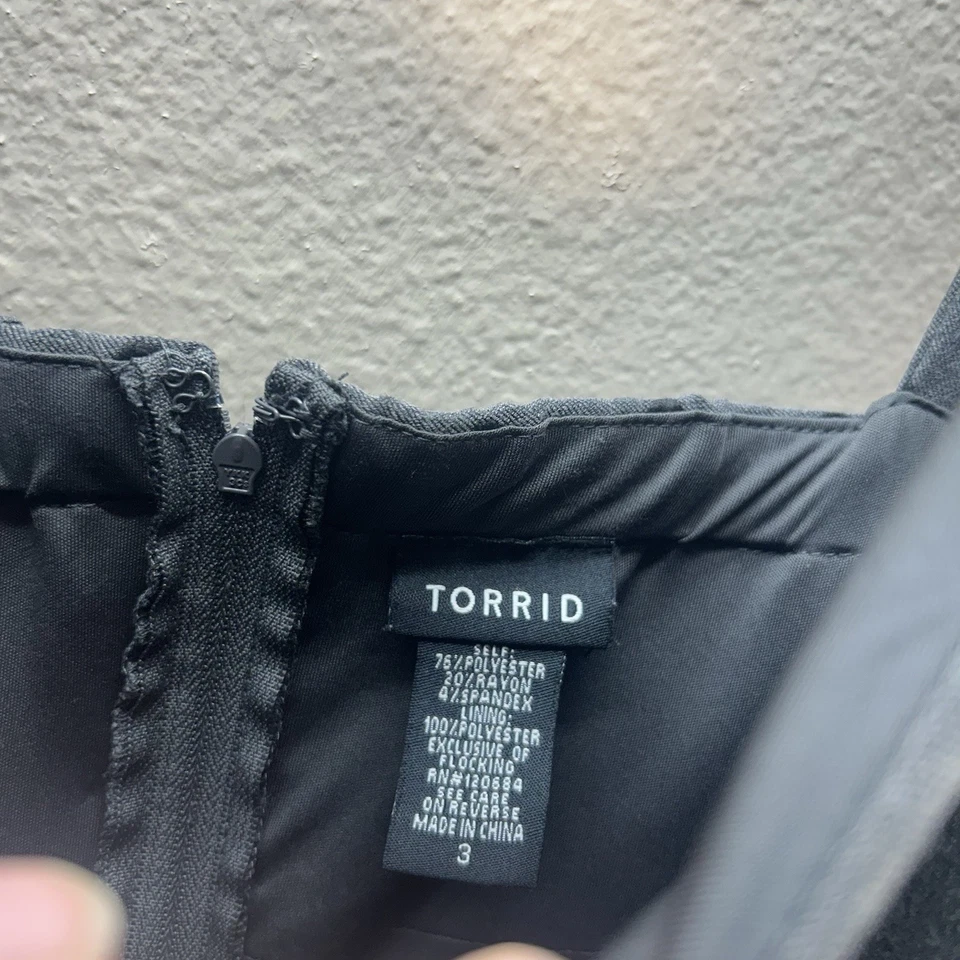 TORRID
SELF:
76%POLYESTER
20%RAYON
4%SPANDEX
LINING:
100%POLYESTER
EXCLUSIVE OF
FLOCKING
RN#120684
SEE CARE
ON REVERSE
MADE IN CHINA
3